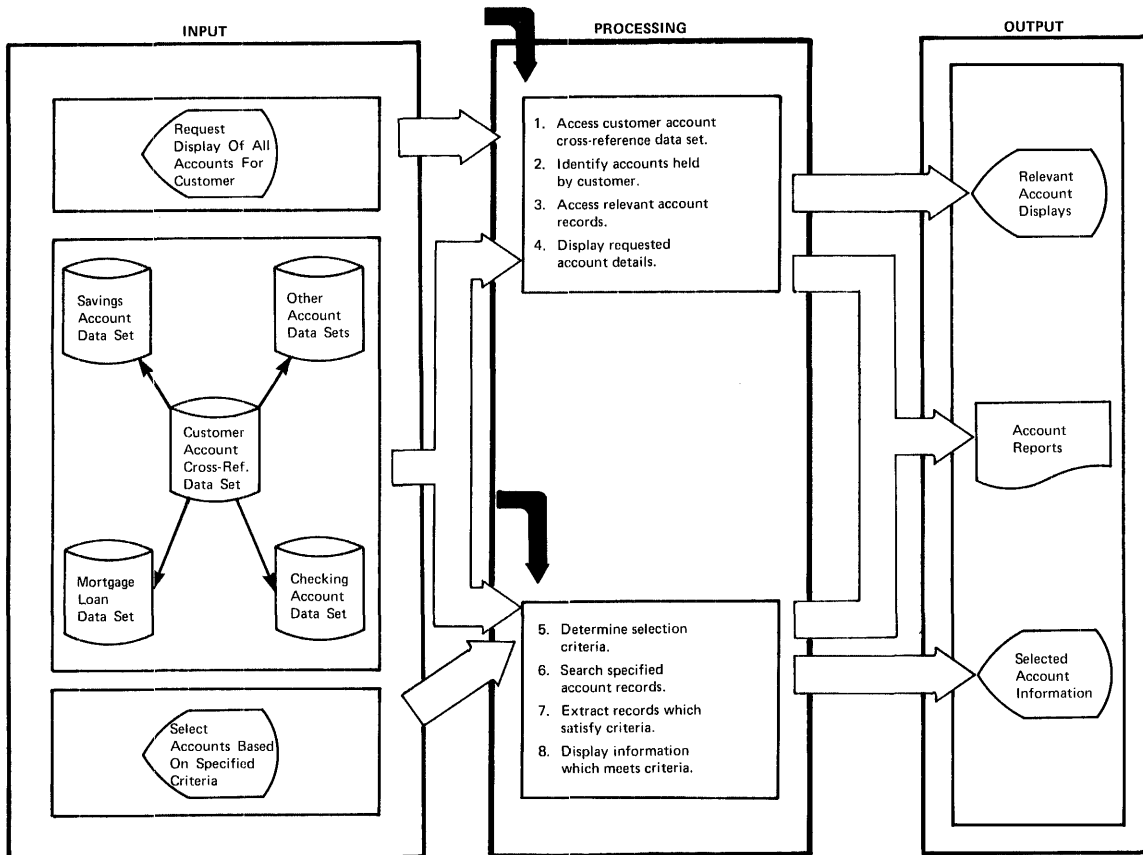 INPUT
PROCESSING
OUTPUT
Request
Display Of All
Accounts For
Customer
Savings
Account
Data Set
Other
Account
Data Sets
Customer
Account
Cross-Ref.
Data Set
Mortgage
Loan
Data Set
Checking
Account
Data Set
Select
Accounts Based
On Specified
Criteria
1. Access customer account
cross-reference data set.
2. Identify accounts held
by customer.
3. Access relevant account
records.
4. Display requested
account details.
5. Determine selection
criteria.
6. Search specified
account records.
7. Extract records which
satisfy criteria.
8. Display information
which meets criteria.
Relevant
Account
Displays
Account
Reports
Selected
Account
Information